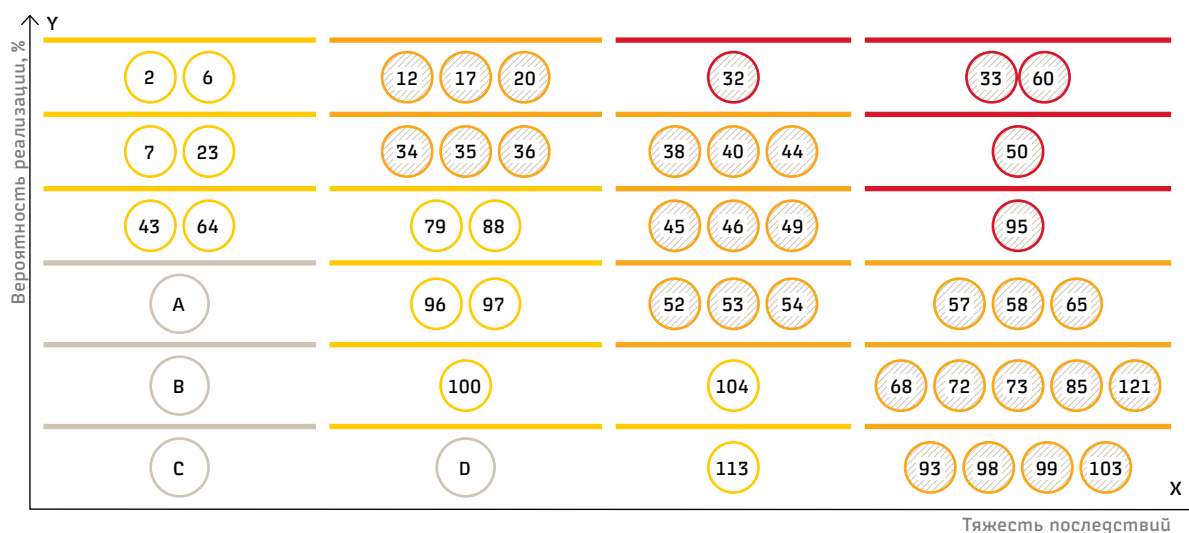 Y
Вероятность реализации, %
2 6 12 17 20 32 33 60
7 23 34 35 36 38 40 44 50
43 64 79 88 45 46 49 95
A 96 97 52 53 54 57 58 65
B 100 104 68 72 73 85 121
C D 113 93 98 99 103
X
Тяжесть последствий